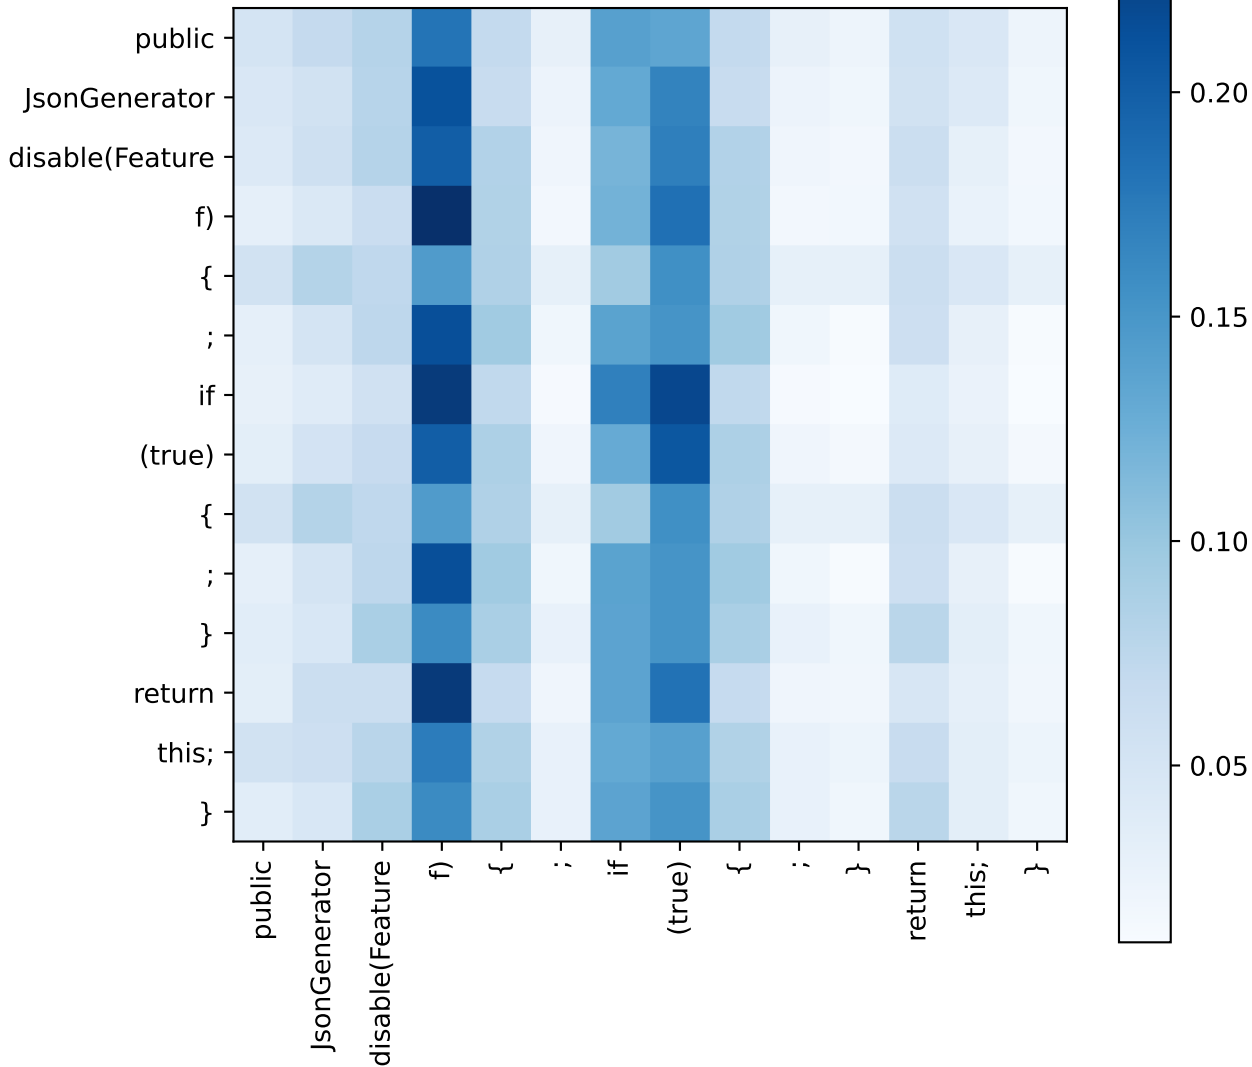 public
JsonGenerator
disable(Feature
f)
{
;
if
(true)
{
;
}
return
this;
}
public
JsonGenerator
disable(Feature
f)
{
;
if
(true)
{
;
}
return
this;
}
0.20
0.15
0.10
0.05